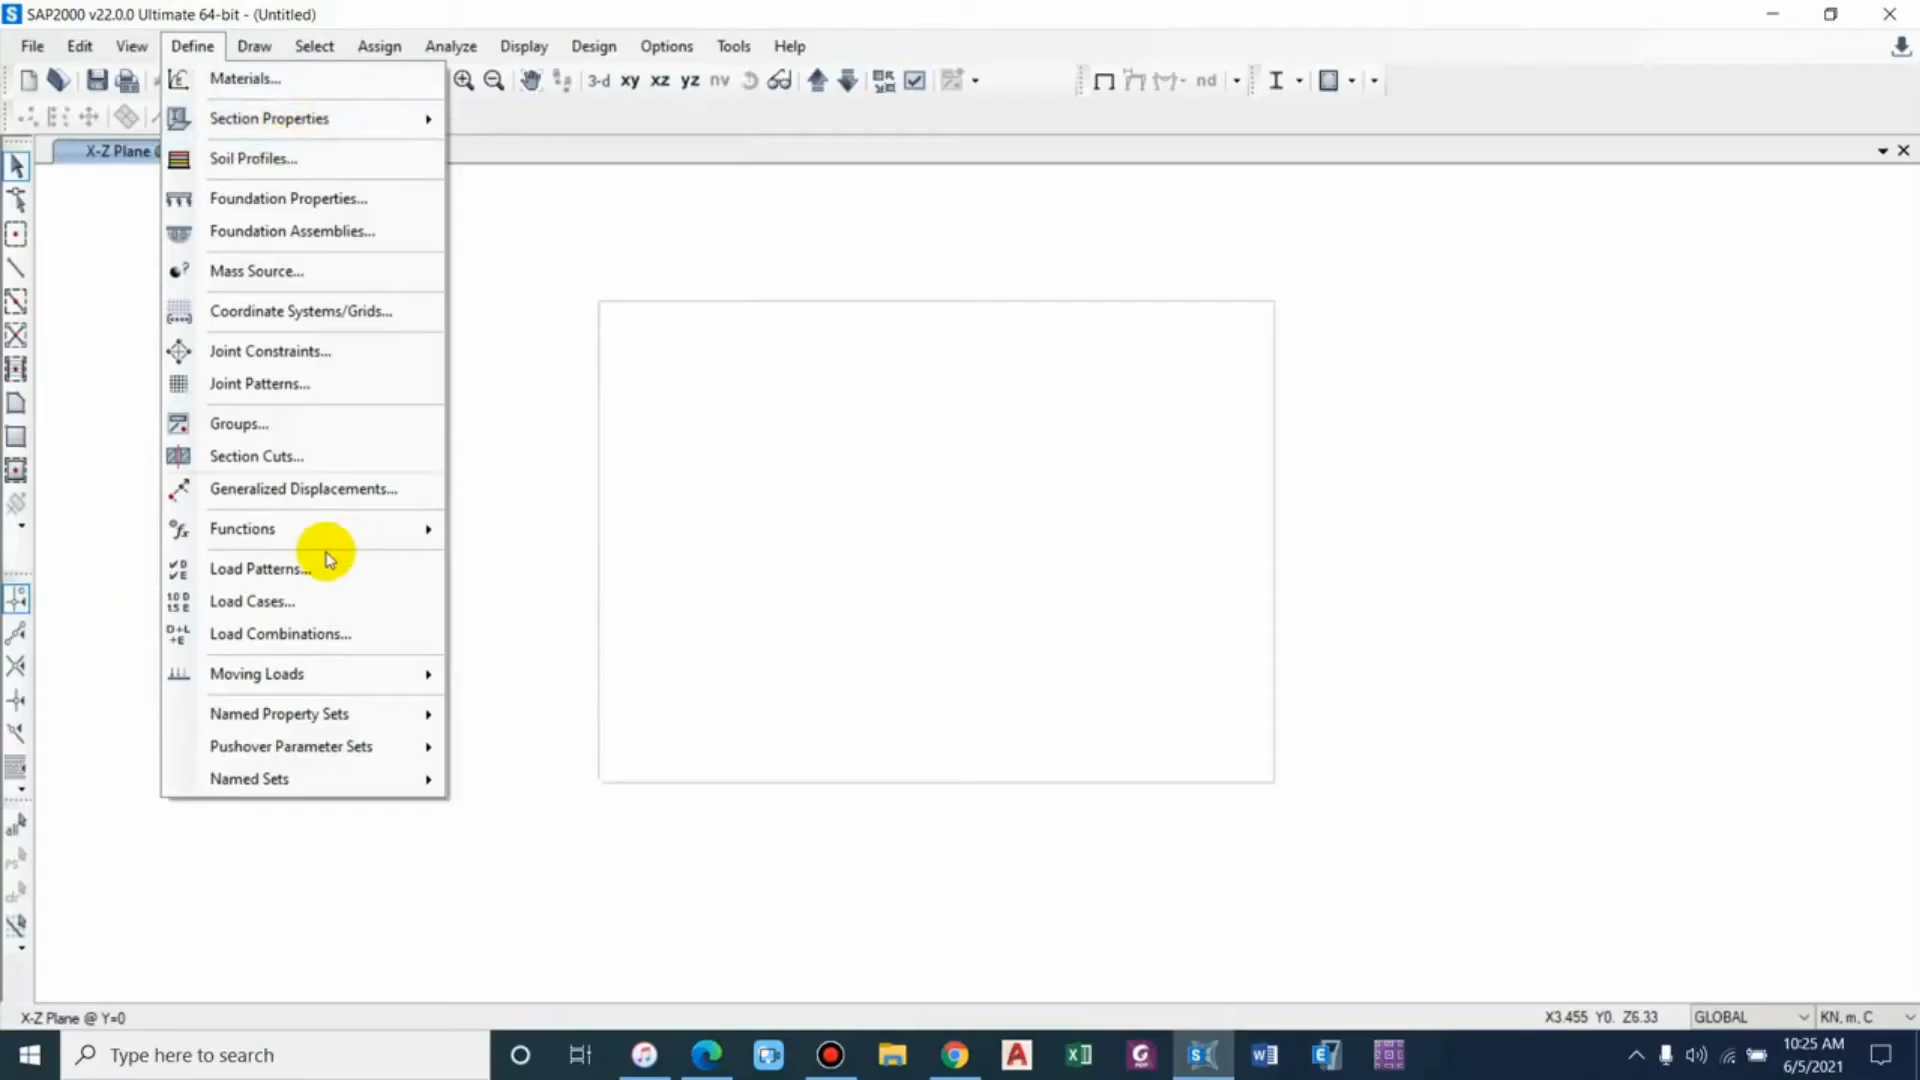 SAP2000 v22.0.0 Ultimate 64-bit - (Untitled)
File Edit View Define Draw Select Assign Analyze Display Design Options Tools Help
3-d xy xz yz nv nd
X-Z Plane @
Materials...
Section Properties
Soil Profiles...
Foundation Properties...
Foundation Assemblies...
Mass Source...
Coordinate Systems/Grids...
Joint Constraints...
Joint Patterns...
Groups...
Section Cuts...
Generalized Displacements...
Functions
Load Patterns...
Load Cases...
Load Combinations...
Moving Loads
Named Property Sets
Pushover Parameter Sets
Named Sets
all
PS
X-Z Plane @ Y=0
X3.455 Y0. Z6.33
GLOBAL
KN, m, C
Type here to search
10:25 AM
6/5/2021